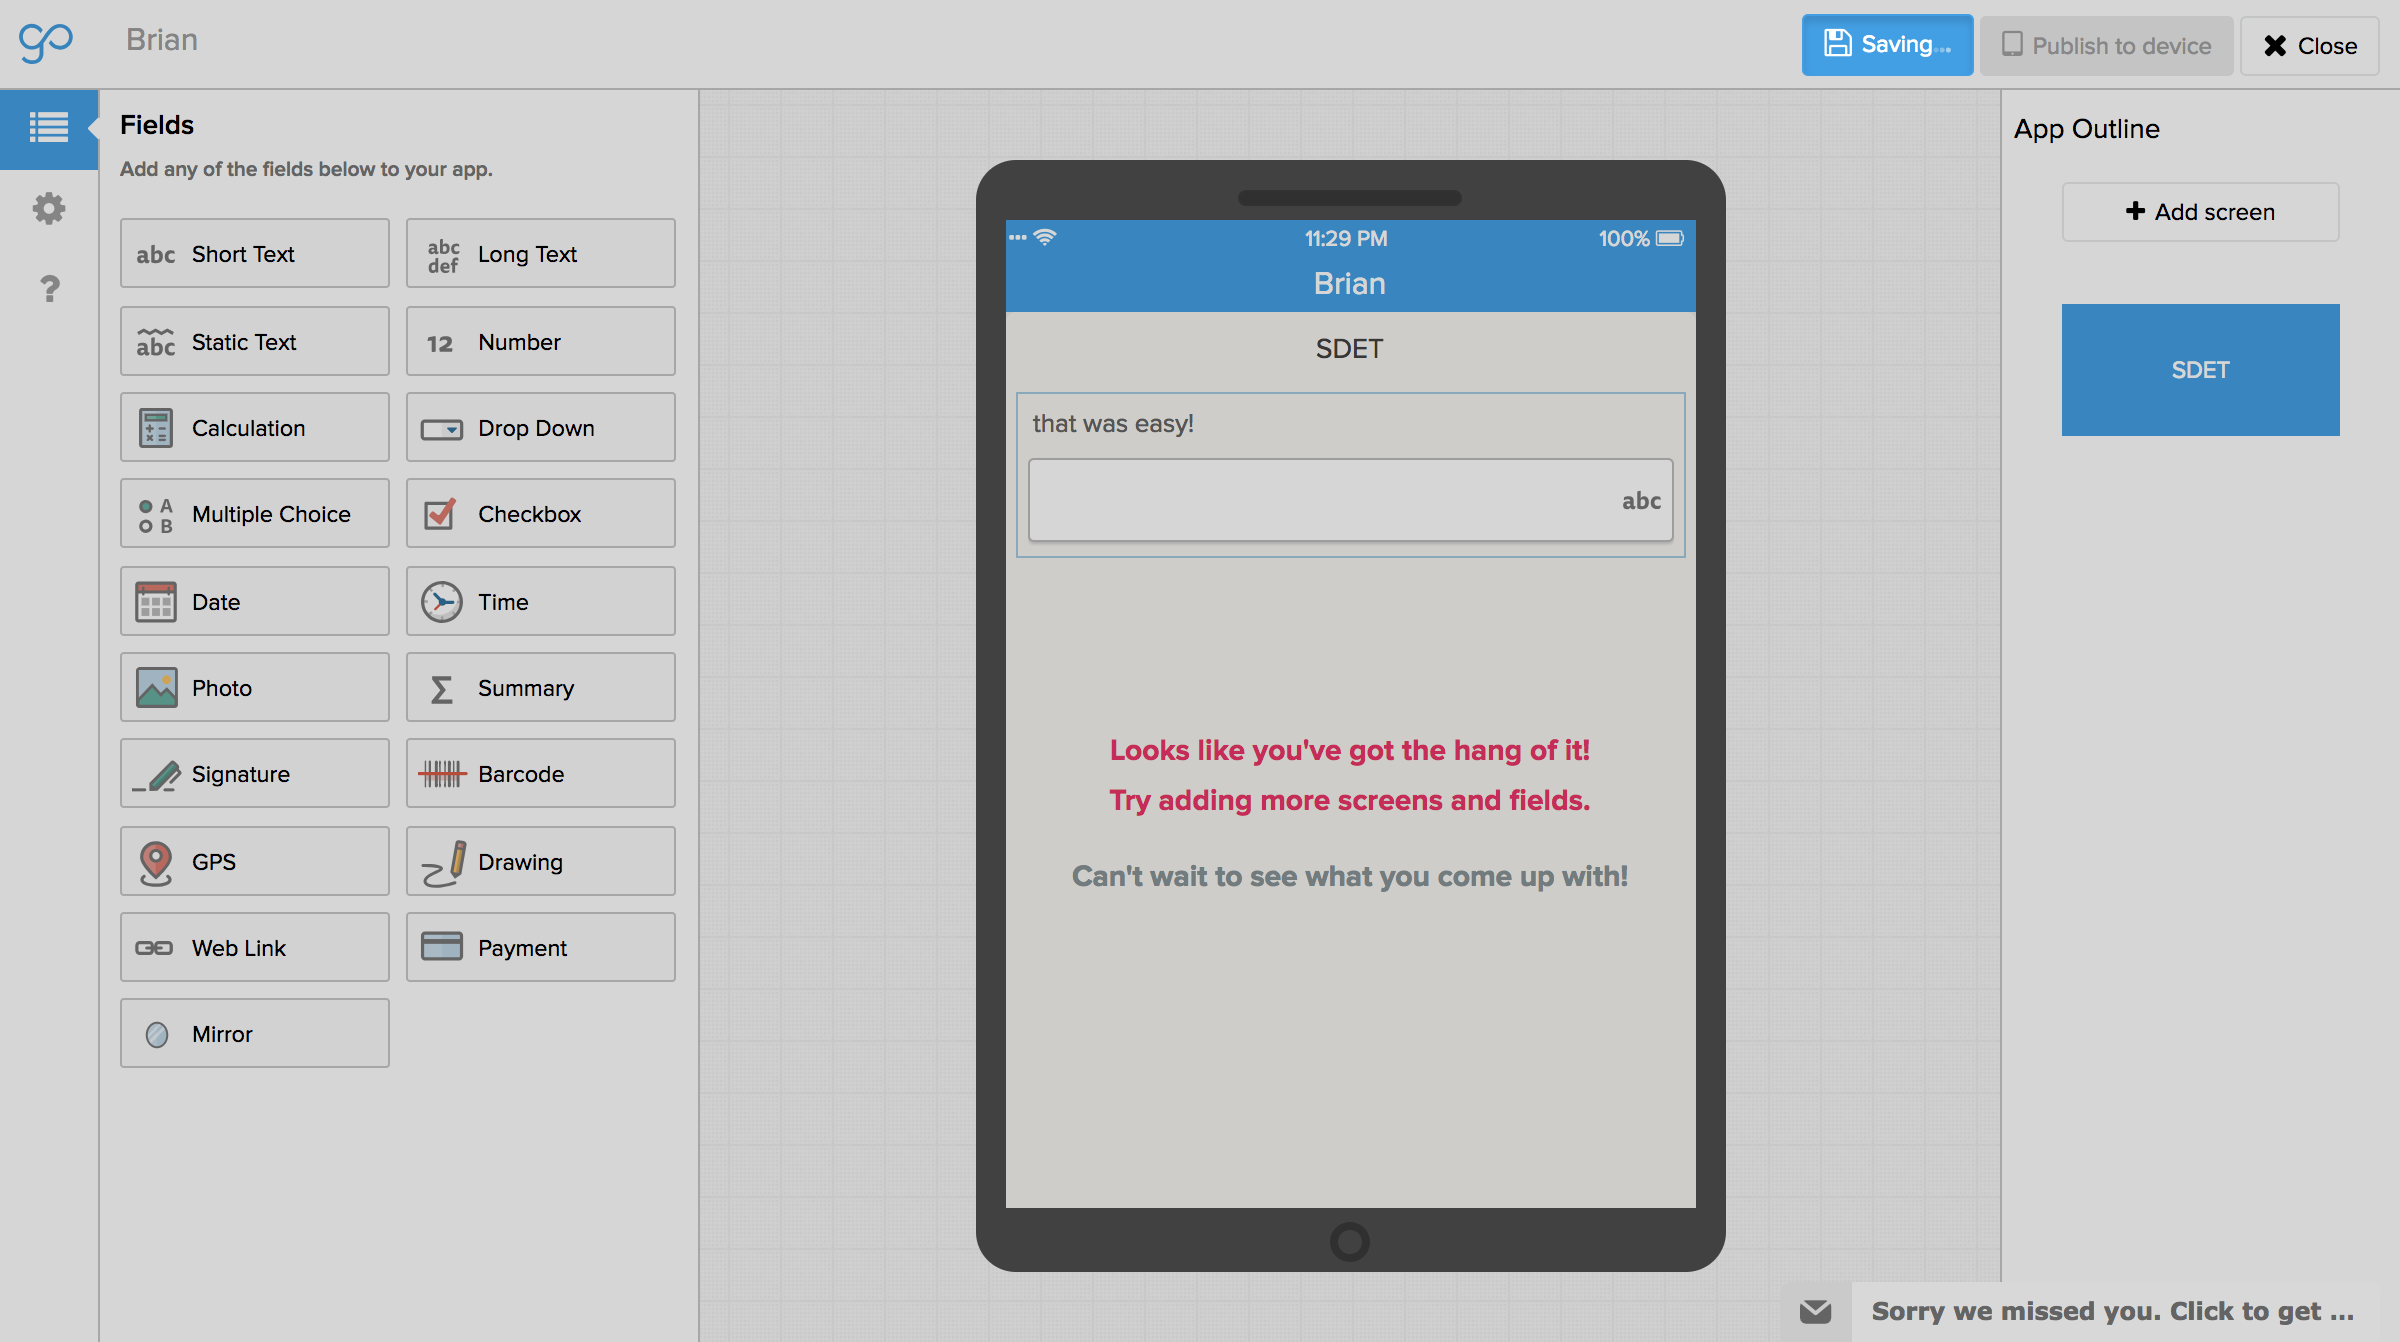 go
Brian
Saving...
Publish to device
Close
Fields
Add any of the fields below to your app.
abc Short Text
abc def Long Text
abc Static Text
12 Number
Calculation
Drop Down
A B Multiple Choice
Checkbox
Date
Time
Photo
Σ Summary
Signature
Barcode
GPS
Drawing
Web Link
Payment
Mirror
11:29 PM
100%
Brian
SDET
that was easy!
abc
Looks like you've got the hang of it!
Try adding more screens and fields.
Can't wait to see what you come up with!
App Outline
Add screen
SDET
Sorry we missed you. Click to get ...